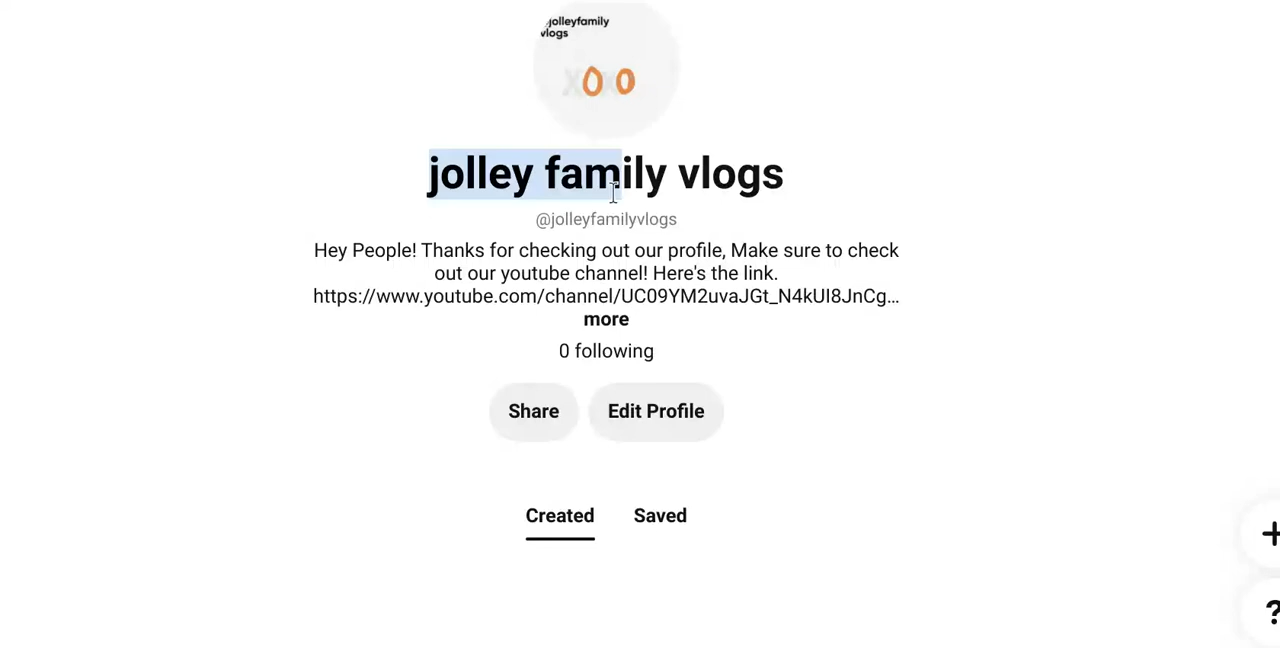 jolleyfamily
vlogs
XOXO
jolley family vlogs
@jolleyfamilyvlogs
Hey People! Thanks for checking out our profile, Make sure to check
out our youtube channel! Here's the link.
https://www.youtube.com/channel/UC09YM2uvaJGt_N4kUI8JnCg…
more
0 following
Share Edit Profile
Created Saved
+
?